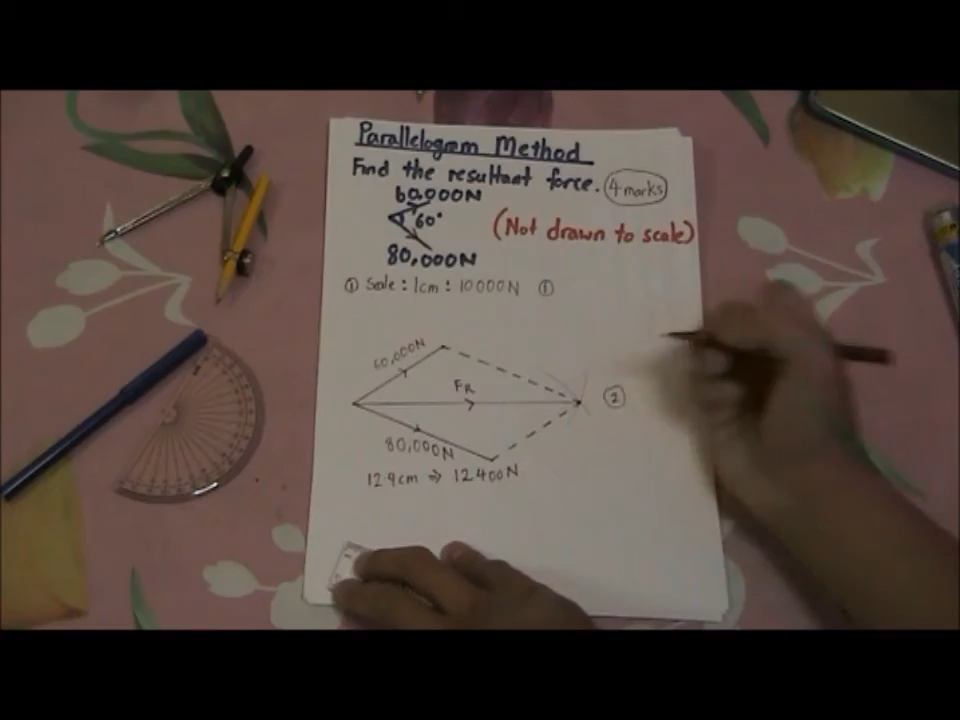 Parallelogram Method
Find the resultant force. 4 marks
60,000N
60°
(Not drawn to scale)
80,000N
① Scale : 1cm : 10000N ①
60,000N
FR
②
80,000N
12.9cm ⇒ 12400N